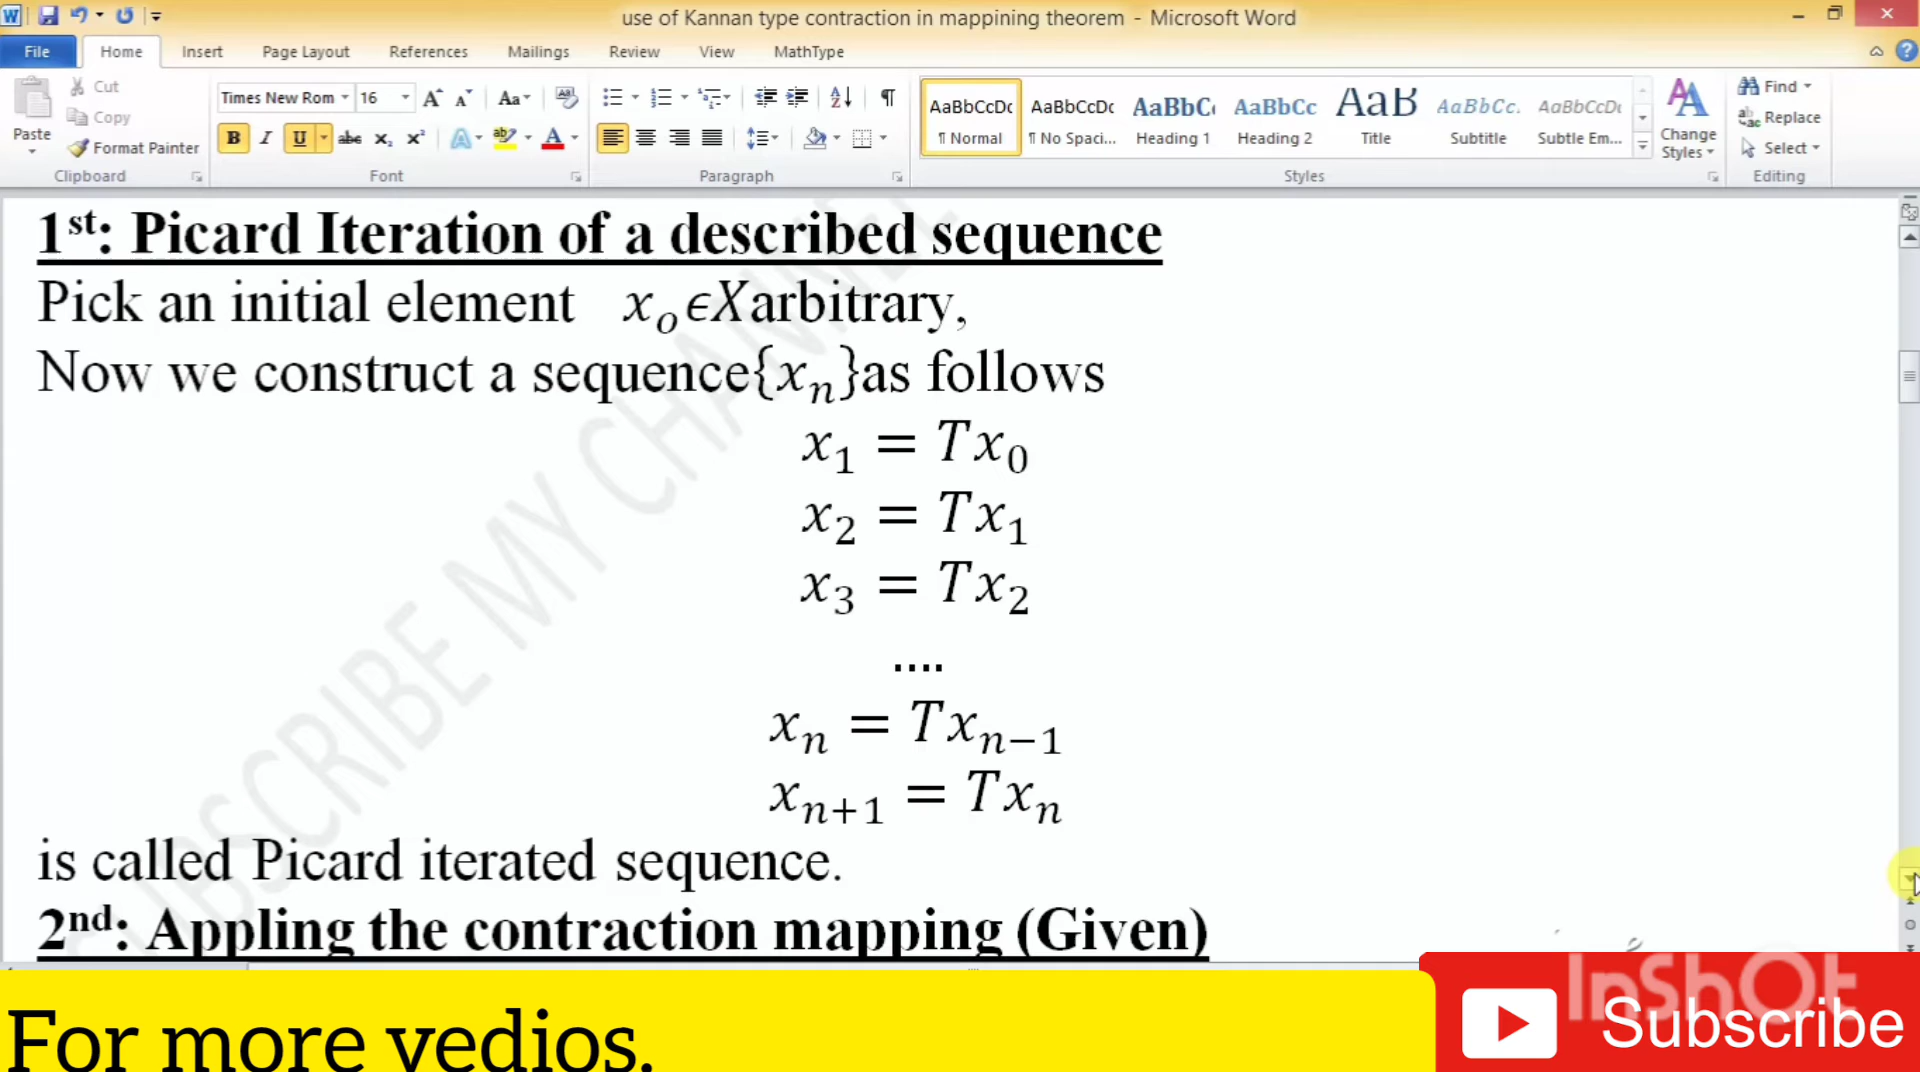 use of Kannan type contraction in mappining theorem - Microsoft Word
File Home Insert Page Layout References Mailings Review View MathType
Paste
Cut
Copy
Format Painter
Clipboard
Times New Rom 16
Font
Paragraph
AaBbCcDc AaBbCcDc AaBbC AaBbCc AaB AaBbCc. AaBbCcDc
¶ Normal ¶ No Spaci... Heading 1 Heading 2 Title Subtitle Subtle Em...
Styles
Change Styles
Find
Replace
Select
Editing
1st: Picard Iteration of a described sequence
Pick an initial element x_o ϵX arbitrary,
Now we construct a sequence{x_n}as follows
x_1 = Tx_0
x_2 = Tx_1
x_3 = Tx_2
....
x_n = Tx_{n−1}
x_{n+1} = Tx_n
is called Picard iterated sequence.
2nd: Appling the contraction mapping (Given)
SUBSCRIBE MY CHANNEL
For more vedios.
InShOt
Subscribe